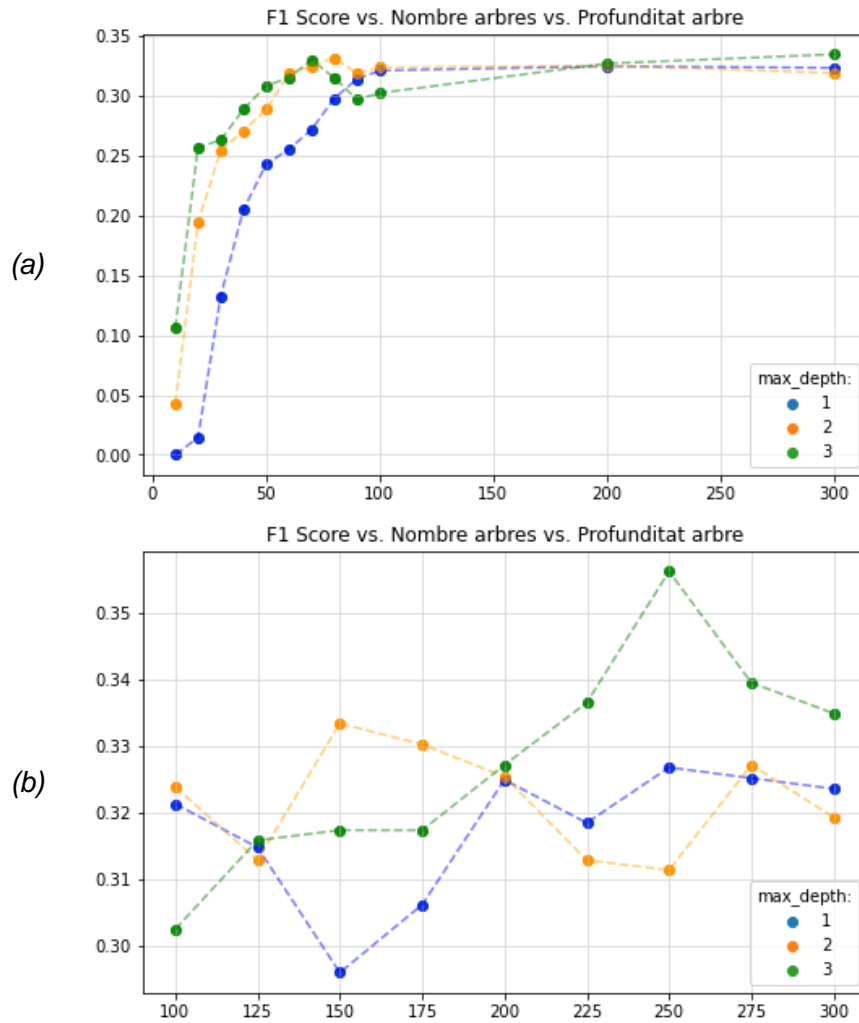 F1 Score vs. Nombre arbres vs. Profunditat arbre
0.35
0.30
0.25
0.20
0.15
0.10
0.05
0.00
(a)
max_depth:
1
2
3
0 50 100 150 200 250 300
F1 Score vs. Nombre arbres vs. Profunditat arbre
0.35
0.34
0.33
0.32
0.31
0.30
(b)
max_depth:
1
2
3
100 125 150 175 200 225 250 275 300